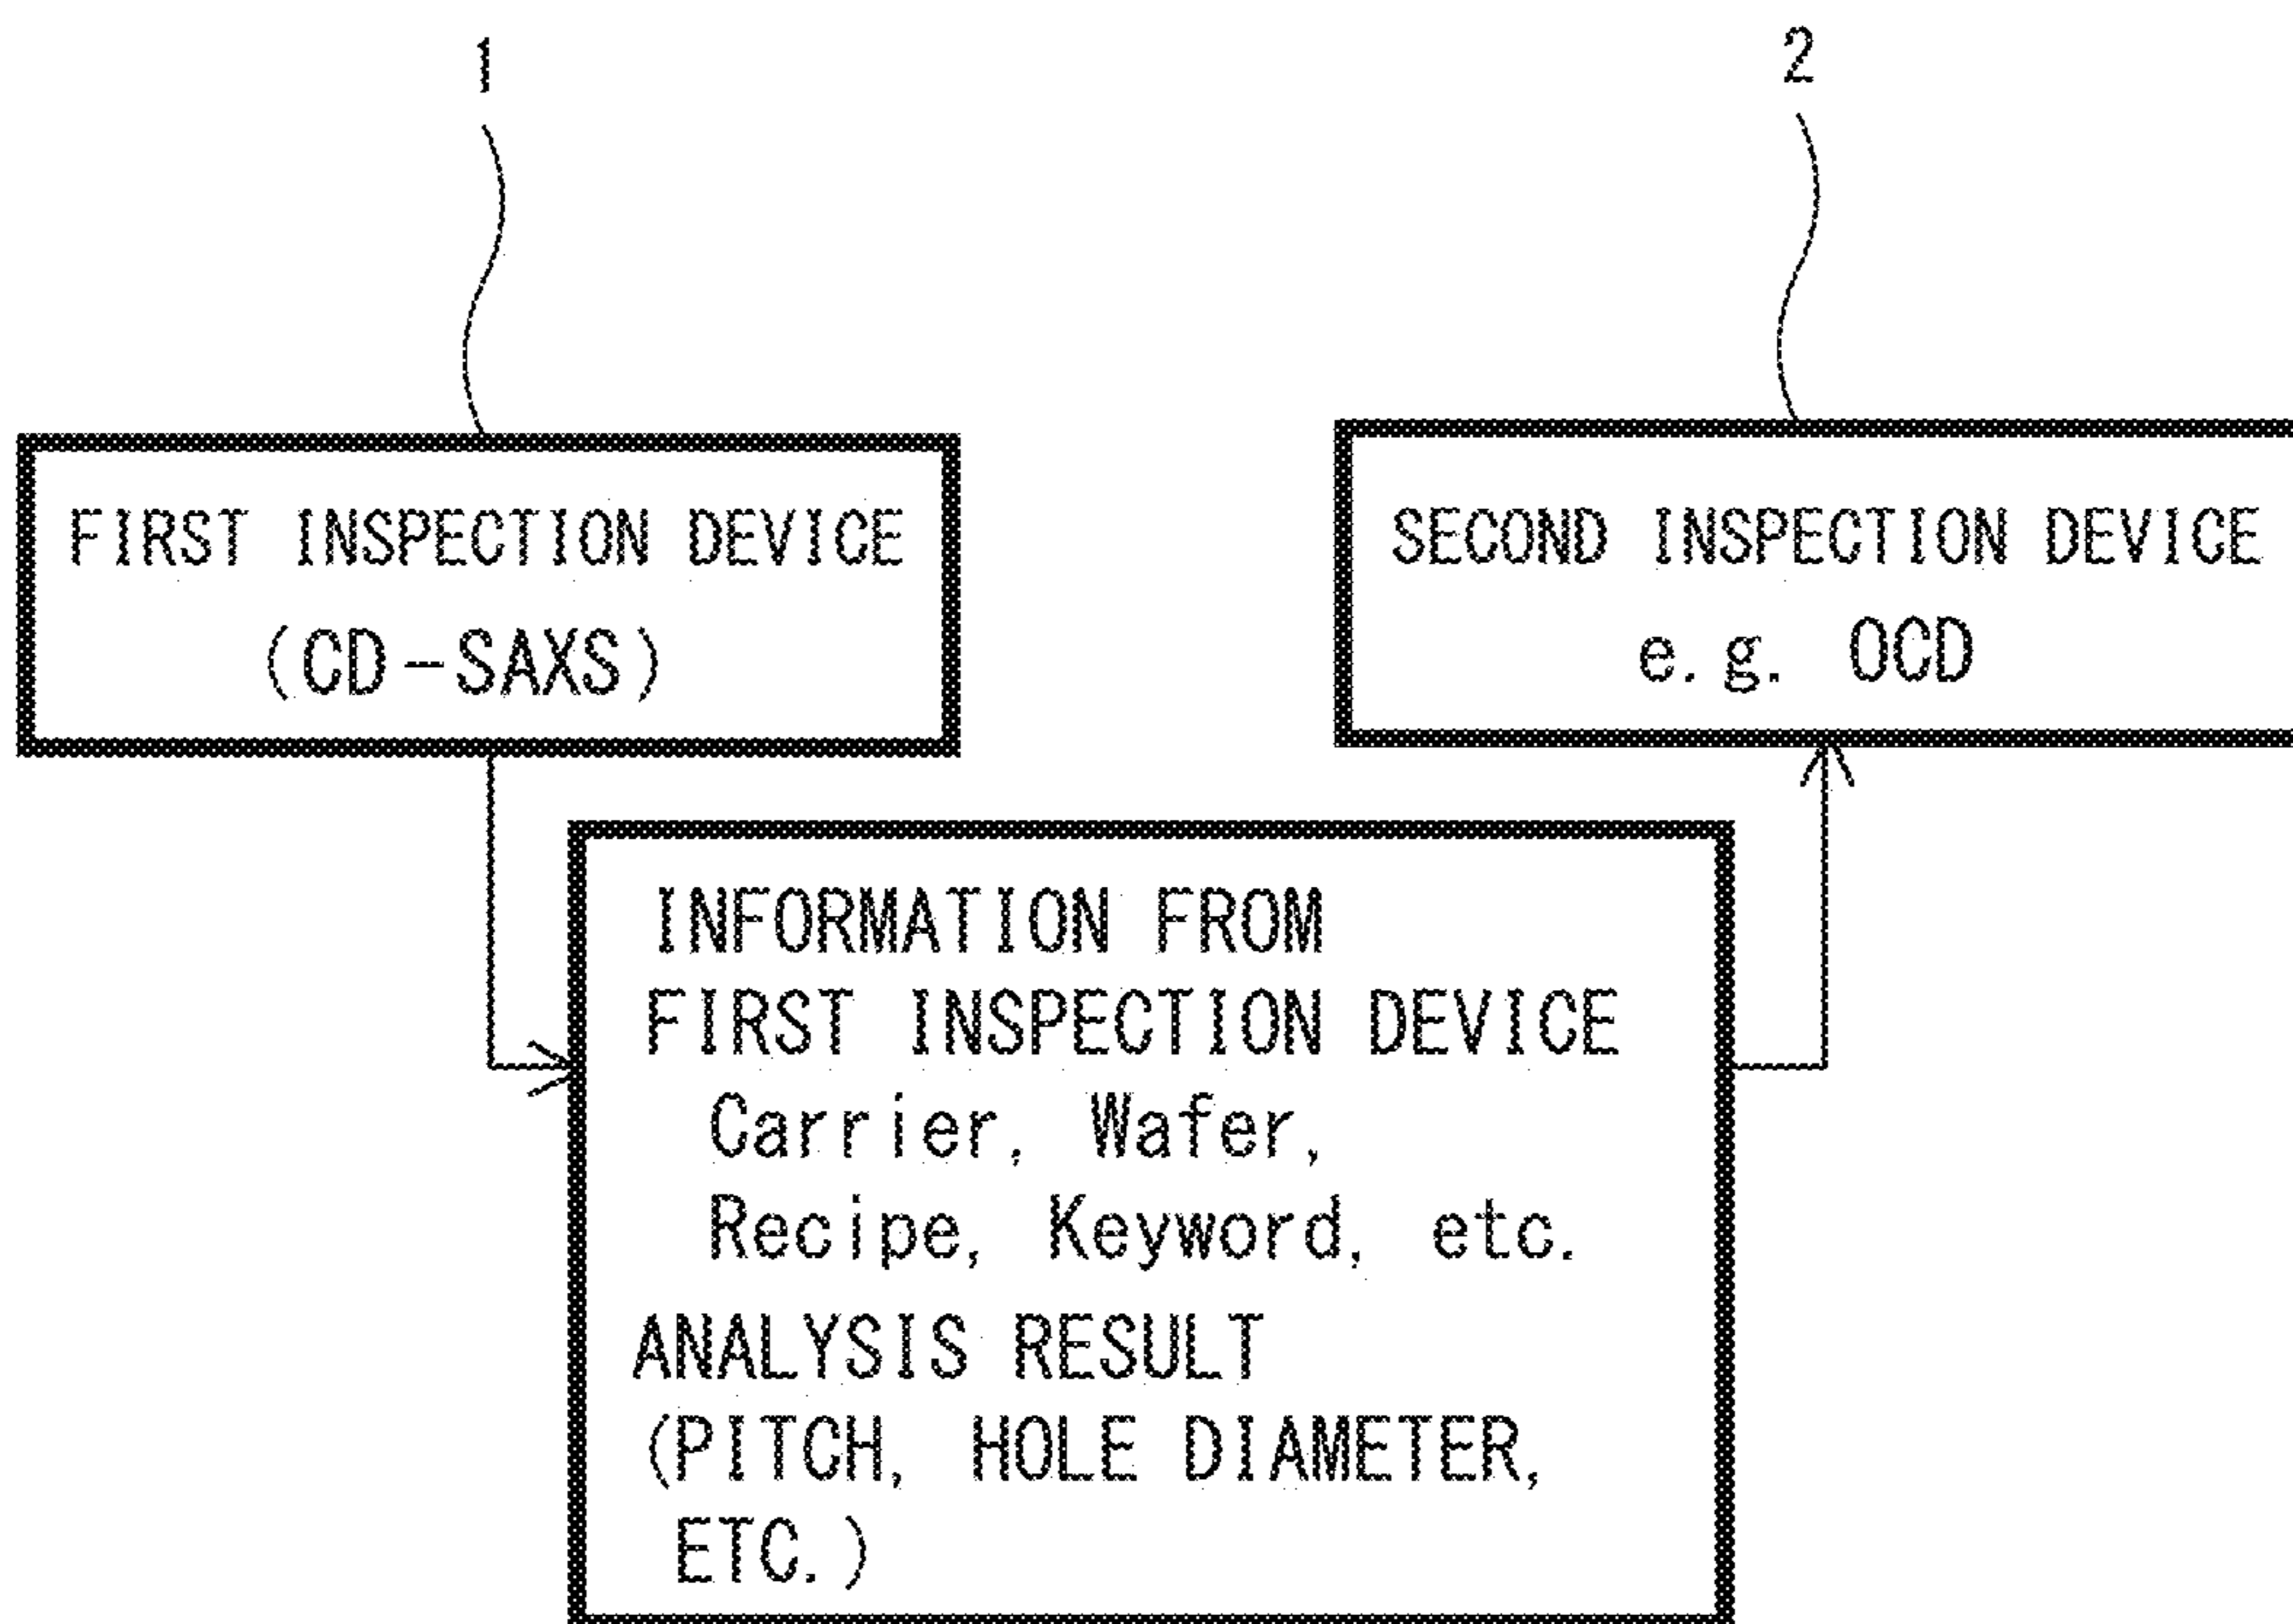 1
2
FIRST INSPECTION DEVICE
(CD-SAXS)
SECOND INSPECTION DEVICE
e.g. OCD
INFORMATION FROM
FIRST INSPECTION DEVICE
Carrier, Wafer,
Recipe, Keyword, etc.
ANALYSIS RESULT
(PITCH, HOLE DIAMETER,
ETC.)